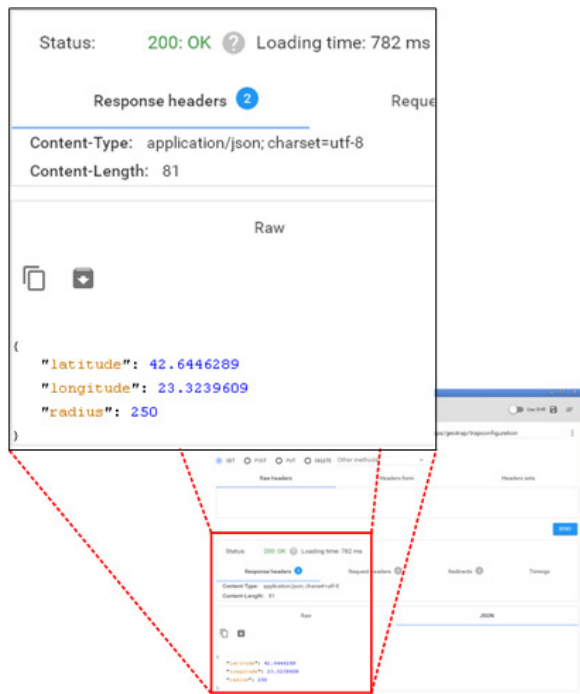 Status: 200: OK ? Loading time: 782 ms
Response headers 2 Reque
Content-Type: application/json; charset=utf-8
Content-Length: 81
Raw
{
"latitude": 42.6446289
"longitude": 23.3239609
"radius": 250
}
Use XHR
GET POST PUT DELETE Other methods
Raw headers Headers form Headers sets
SEND
Status: 200: OK ? Loading time: 782 ms
Response headers Request headers Redirects Timings
Content-Type: application/json; charset=utf-8
Content-Length: 81
Raw JSON
{
"latitude": 42.6446289
"longitude": 23.3239609
"radius": 250